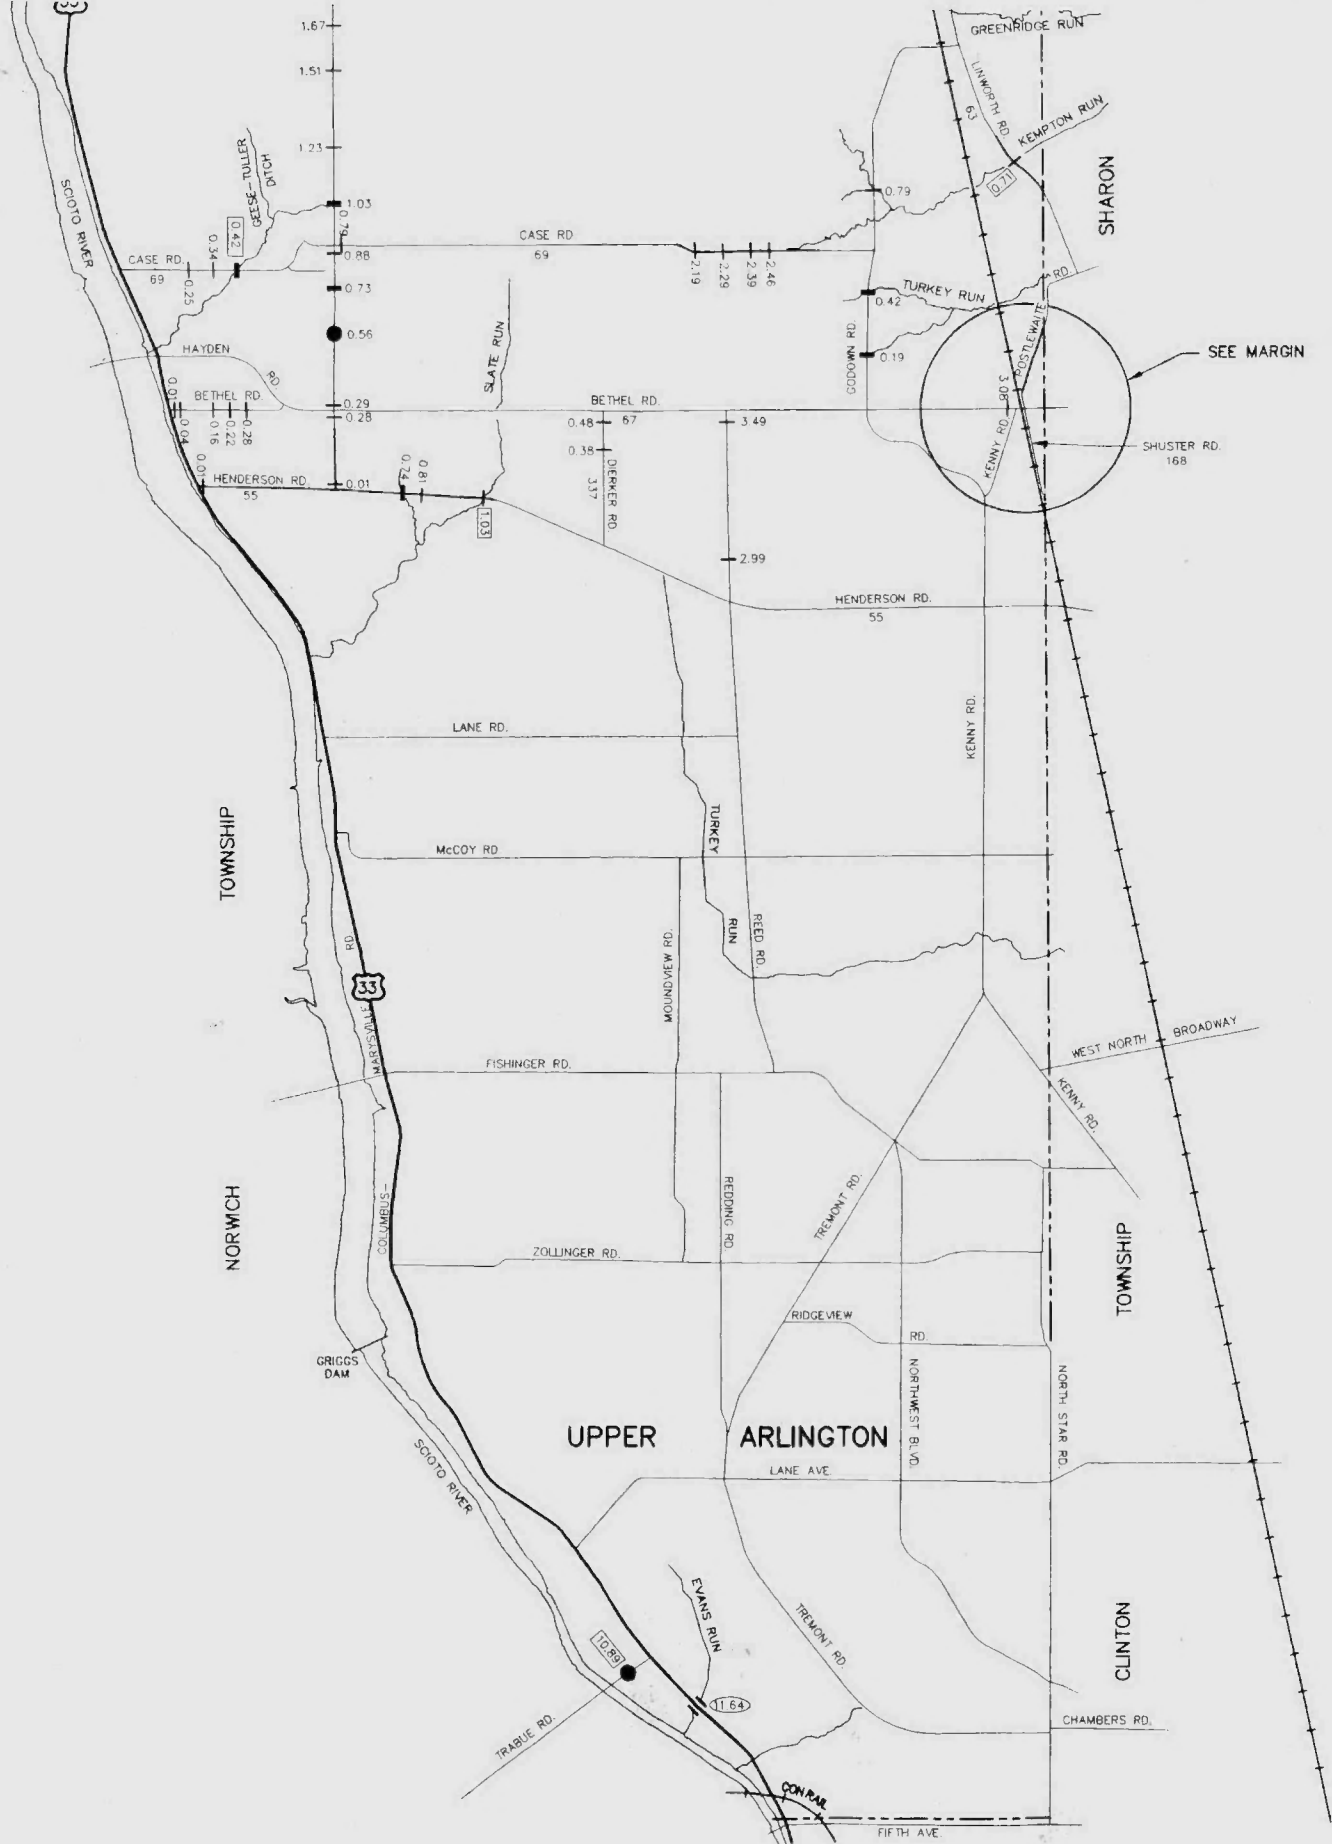 33
1.67
GREENRIDGE RUN
1.51
LINWORTH RD.
63
KEMPTON RUN
1.23
GEESE-TULLER
DITCH
0.71
SHARON
SCIOTO RIVER
0.79
1.03
0.79
CASE RD
69
0.42
0.34
0.88
CASE RD.
69
0.25
2.19
2.29
2.39
2.46
0.73
TURKEY RUN
RD.
0.42
0.56
SLATE RUN
GODOWN RD
POSTLEWAITE
HAYDEN
RD.
0.19
SEE MARGIN
3.08
0.01
BETHEL RD.
0.29
BETHEL RD.
67
0.04
0.16
0.22
0.28
0.28
0.48
3.49
KENNY RD.
SHUSTER RD.
168
0.38
DIERKER RD.
337
0.01
HENDERSON RD.
55
0.01
0.74
0.81
1.03
2.99
HENDERSON RD.
55
LANE RD.
KENNY RD.
TURKEY
RUN
TOWNSHIP
McCOY RD
REED RD.
MOUNDVIEW RD.
RD
33
MARYSVILLE
COLUMBUS-
WEST NORTH BROADWAY
FISHINGER RD.
KENNY RD.
NORWICH
REDDING RD.
TREMONT RD.
ZOLLINGER RD.
TOWNSHIP
RIDGEVIEW
RD.
GRIGGS
DAM
NORTHWEST BLVD.
NORTH STAR RD.
UPPER ARLINGTON
SCIOTO RIVER
LANE AVE.
EVANS RUN
TREMONT RD.
CLINTON
10.89
11.64
TRABUE RD.
CHAMBERS RD.
CONRAIL
FIFTH AVE.